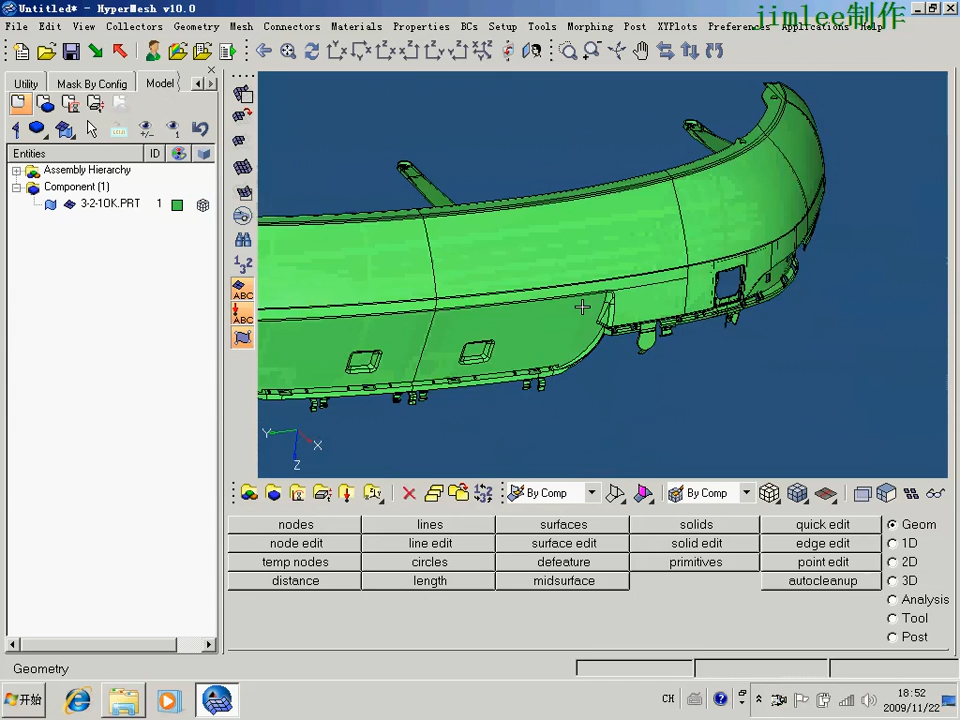 Untitled* - HyperMesh v10.0
jimlee制作
File Edit View Collectors Geometry Mesh Connectors Materials Properties BCs Setup Tools Morphing Post XYPlots Preferences Applications Help
Utility Mask By Config Model
Entities ID
Assembly Hierarchy
Component (1)
3-2-1OK.PRT 1
123
ABC
ABC
Y X Z
By Comp By Comp
nodes lines surfaces solids quick edit Geom
node edit line edit surface edit solid edit edge edit 1D
temp nodes circles defeature primitives point edit 2D
distance length midsurface autocleanup 3D
Analysis
Tool
Post
Geometry
开始 CH 18:52
2009/11/22